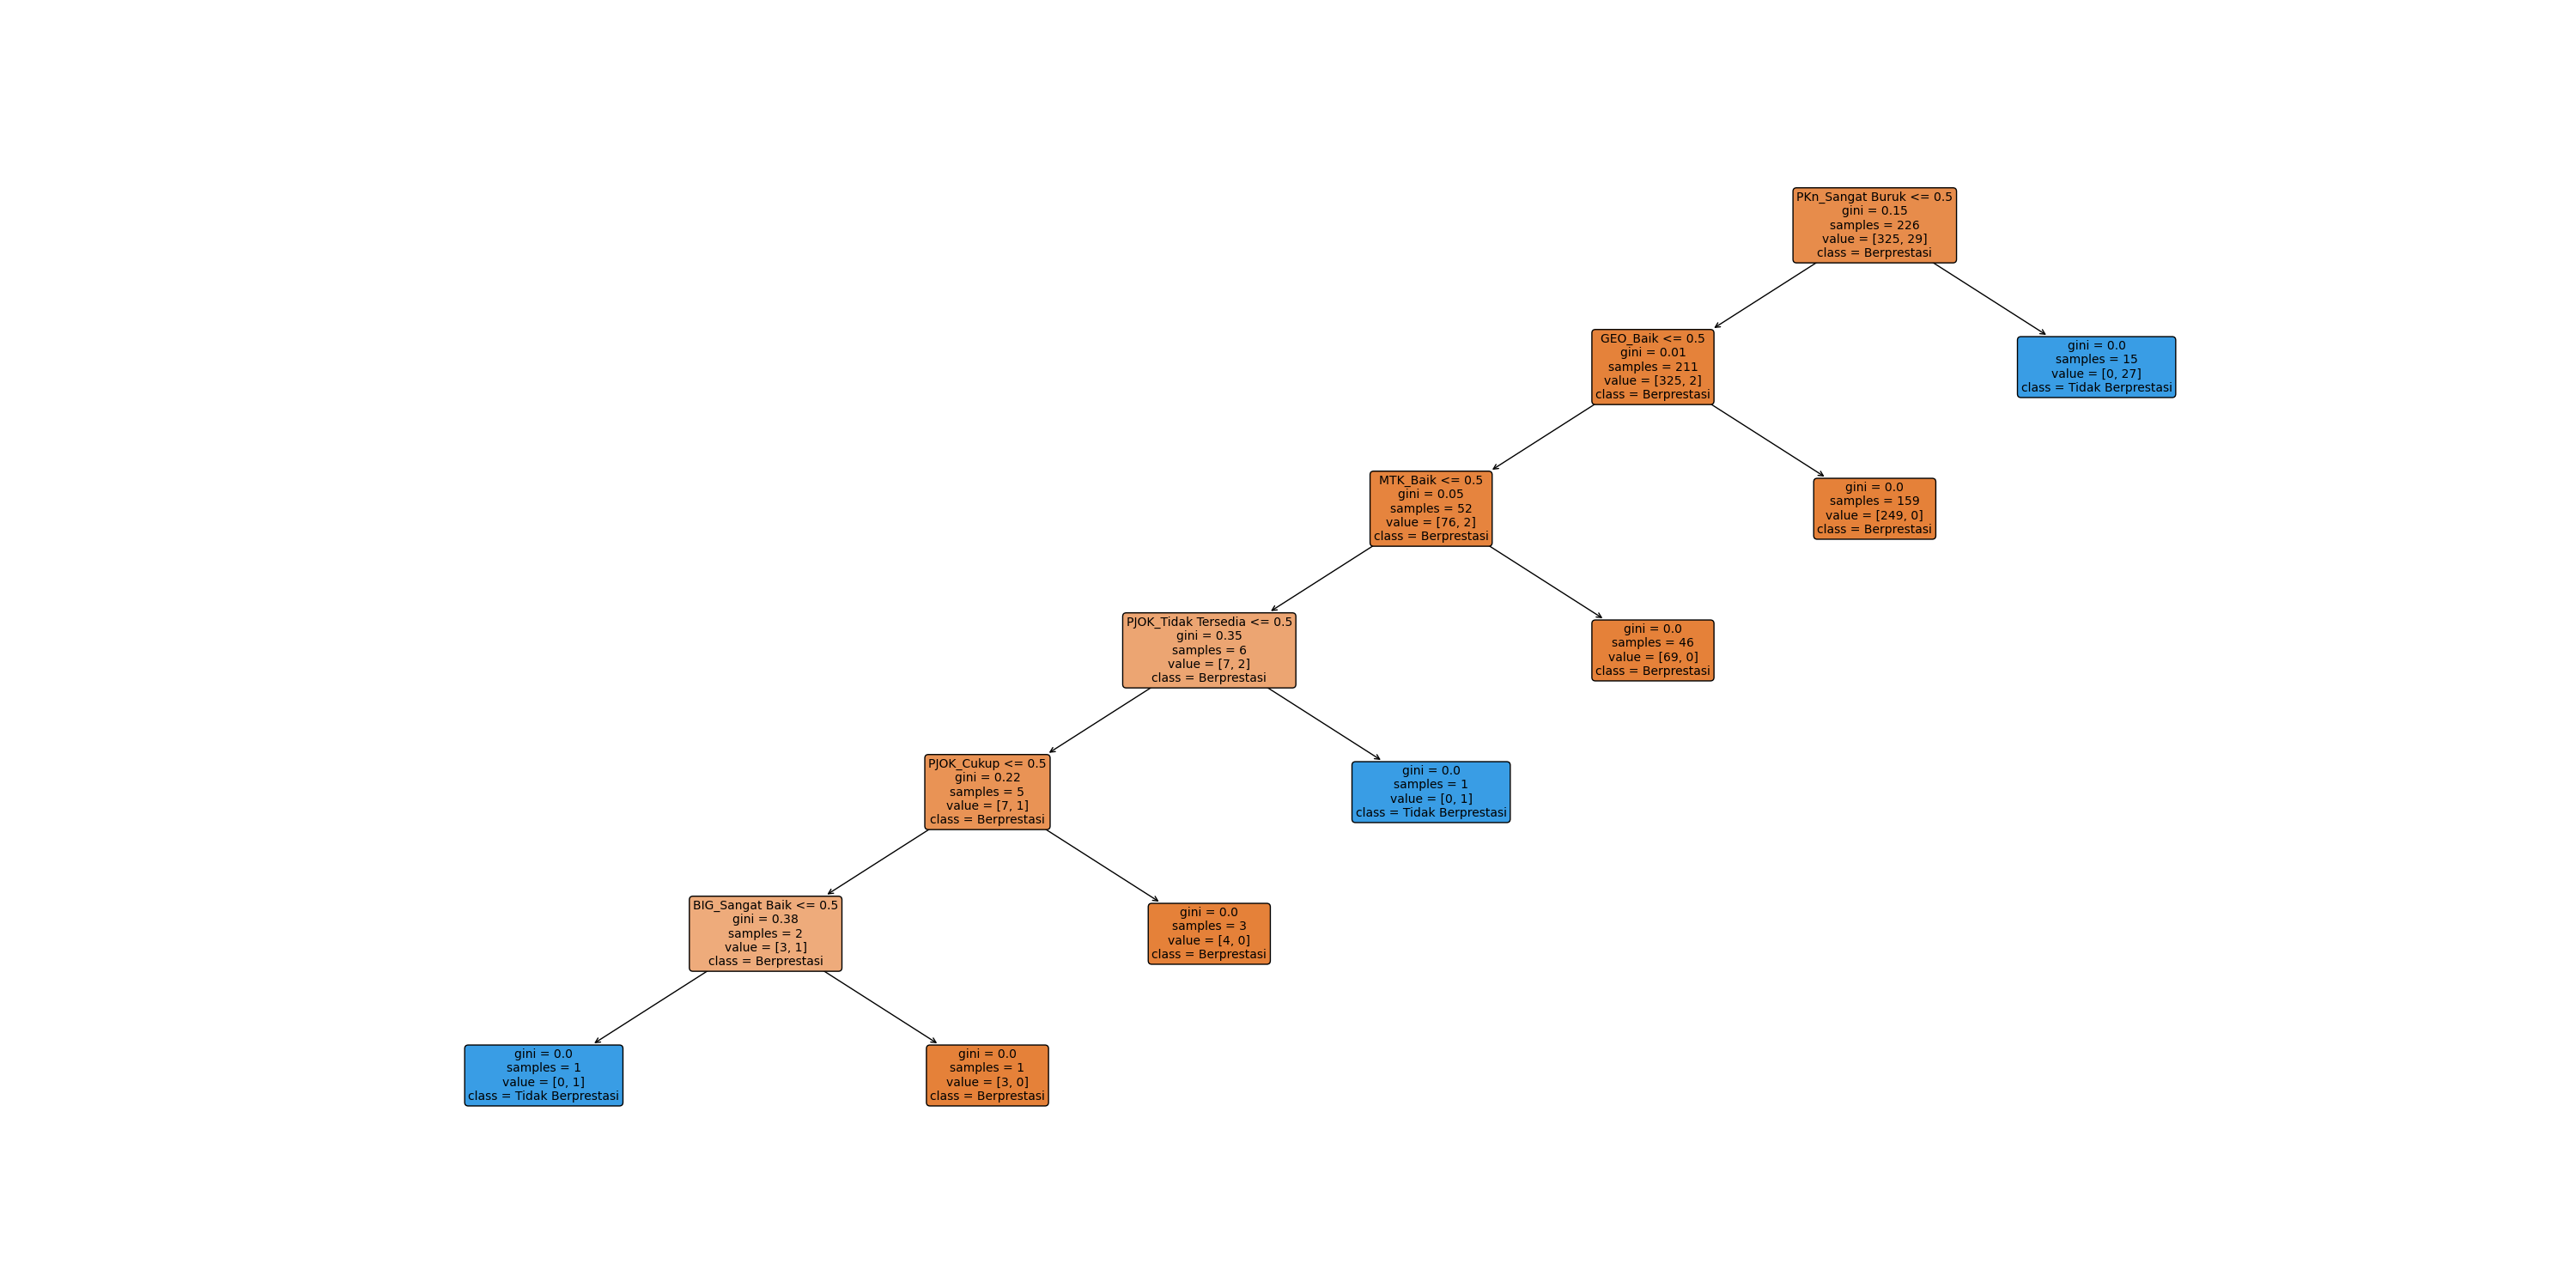 PKn_Sangat Buruk <= 0.5
gini = 0.15
samples = 226
value = [325, 29]
class = Berprestasi
GEO_Baik <= 0.5
gini = 0.01
samples = 211
value = [325, 2]
class = Berprestasi
gini = 0.0
samples = 15
value = [0, 27]
class = Tidak Berprestasi
MTK_Baik <= 0.5
gini = 0.05
samples = 52
value = [76, 2]
class = Berprestasi
gini = 0.0
samples = 159
value = [249, 0]
class = Berprestasi
PJOK_Tidak Tersedia <= 0.5
gini = 0.35
samples = 6
value = [7, 2]
class = Berprestasi
gini = 0.0
samples = 46
value = [69, 0]
class = Berprestasi
PJOK_Cukup <= 0.5
gini = 0.22
samples = 5
value = [7, 1]
class = Berprestasi
gini = 0.0
samples = 1
value = [0, 1]
class = Tidak Berprestasi
BIG_Sangat Baik <= 0.5
gini = 0.38
samples = 2
value = [3, 1]
class = Berprestasi
gini = 0.0
samples = 3
value = [4, 0]
class = Berprestasi
gini = 0.0
samples = 1
value = [0, 1]
class = Tidak Berprestasi
gini = 0.0
samples = 1
value = [3, 0]
class = Berprestasi